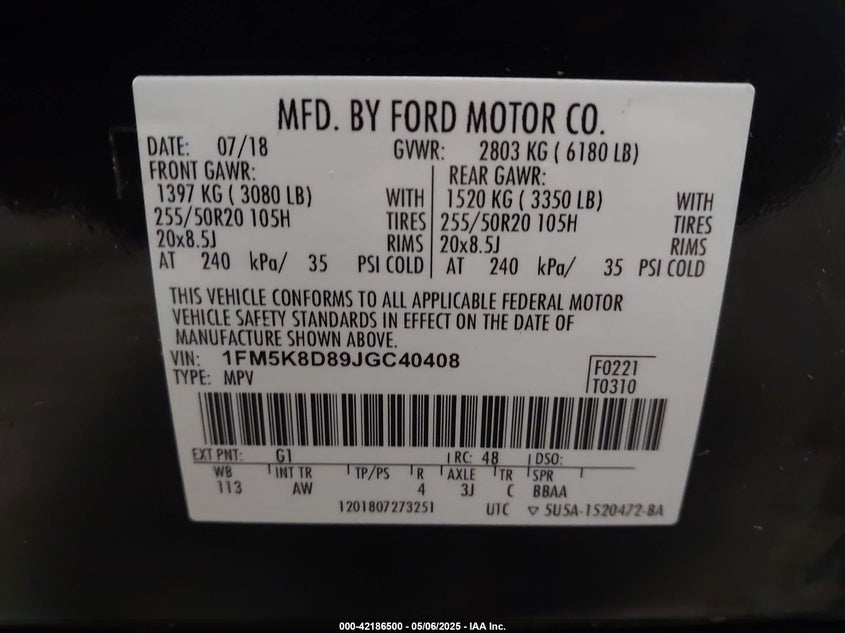 MFD. BY FORD MOTOR CO.
DATE: 07/18 GVWR: 2803 KG ( 6180 LB)
FRONT GAWR: REAR GAWR:
1397 KG ( 3080 LB) WITH 1520 KG ( 3350 LB) WITH
255/50R20 105H TIRES 255/50R20 105H TIRES
20x8.5J RIMS 20x8.5J RIMS
AT 240 kPa/ 35 PSI COLD AT 240 kPa/ 35 PSI COLD
THIS VEHICLE CONFORMS TO ALL APPLICABLE FEDERAL MOTOR
VEHICLE SAFETY STANDARDS IN EFFECT ON THE DATE OF
MANUFACTURE SHOWN ABOVE.
VIN: 1FM5K8D89JGC40408 F0221
TYPE: MPV T0310
EXT PNT: G1 RC: 48 DSO:
WB INT TR TP/PS R AXLE TR SPR
113 AW 4 3J C BBAA
1201807273251 UTC ▽ 5U5A-1520472-BA
000-42186500 - 05/06/2025 - IAA Inc.